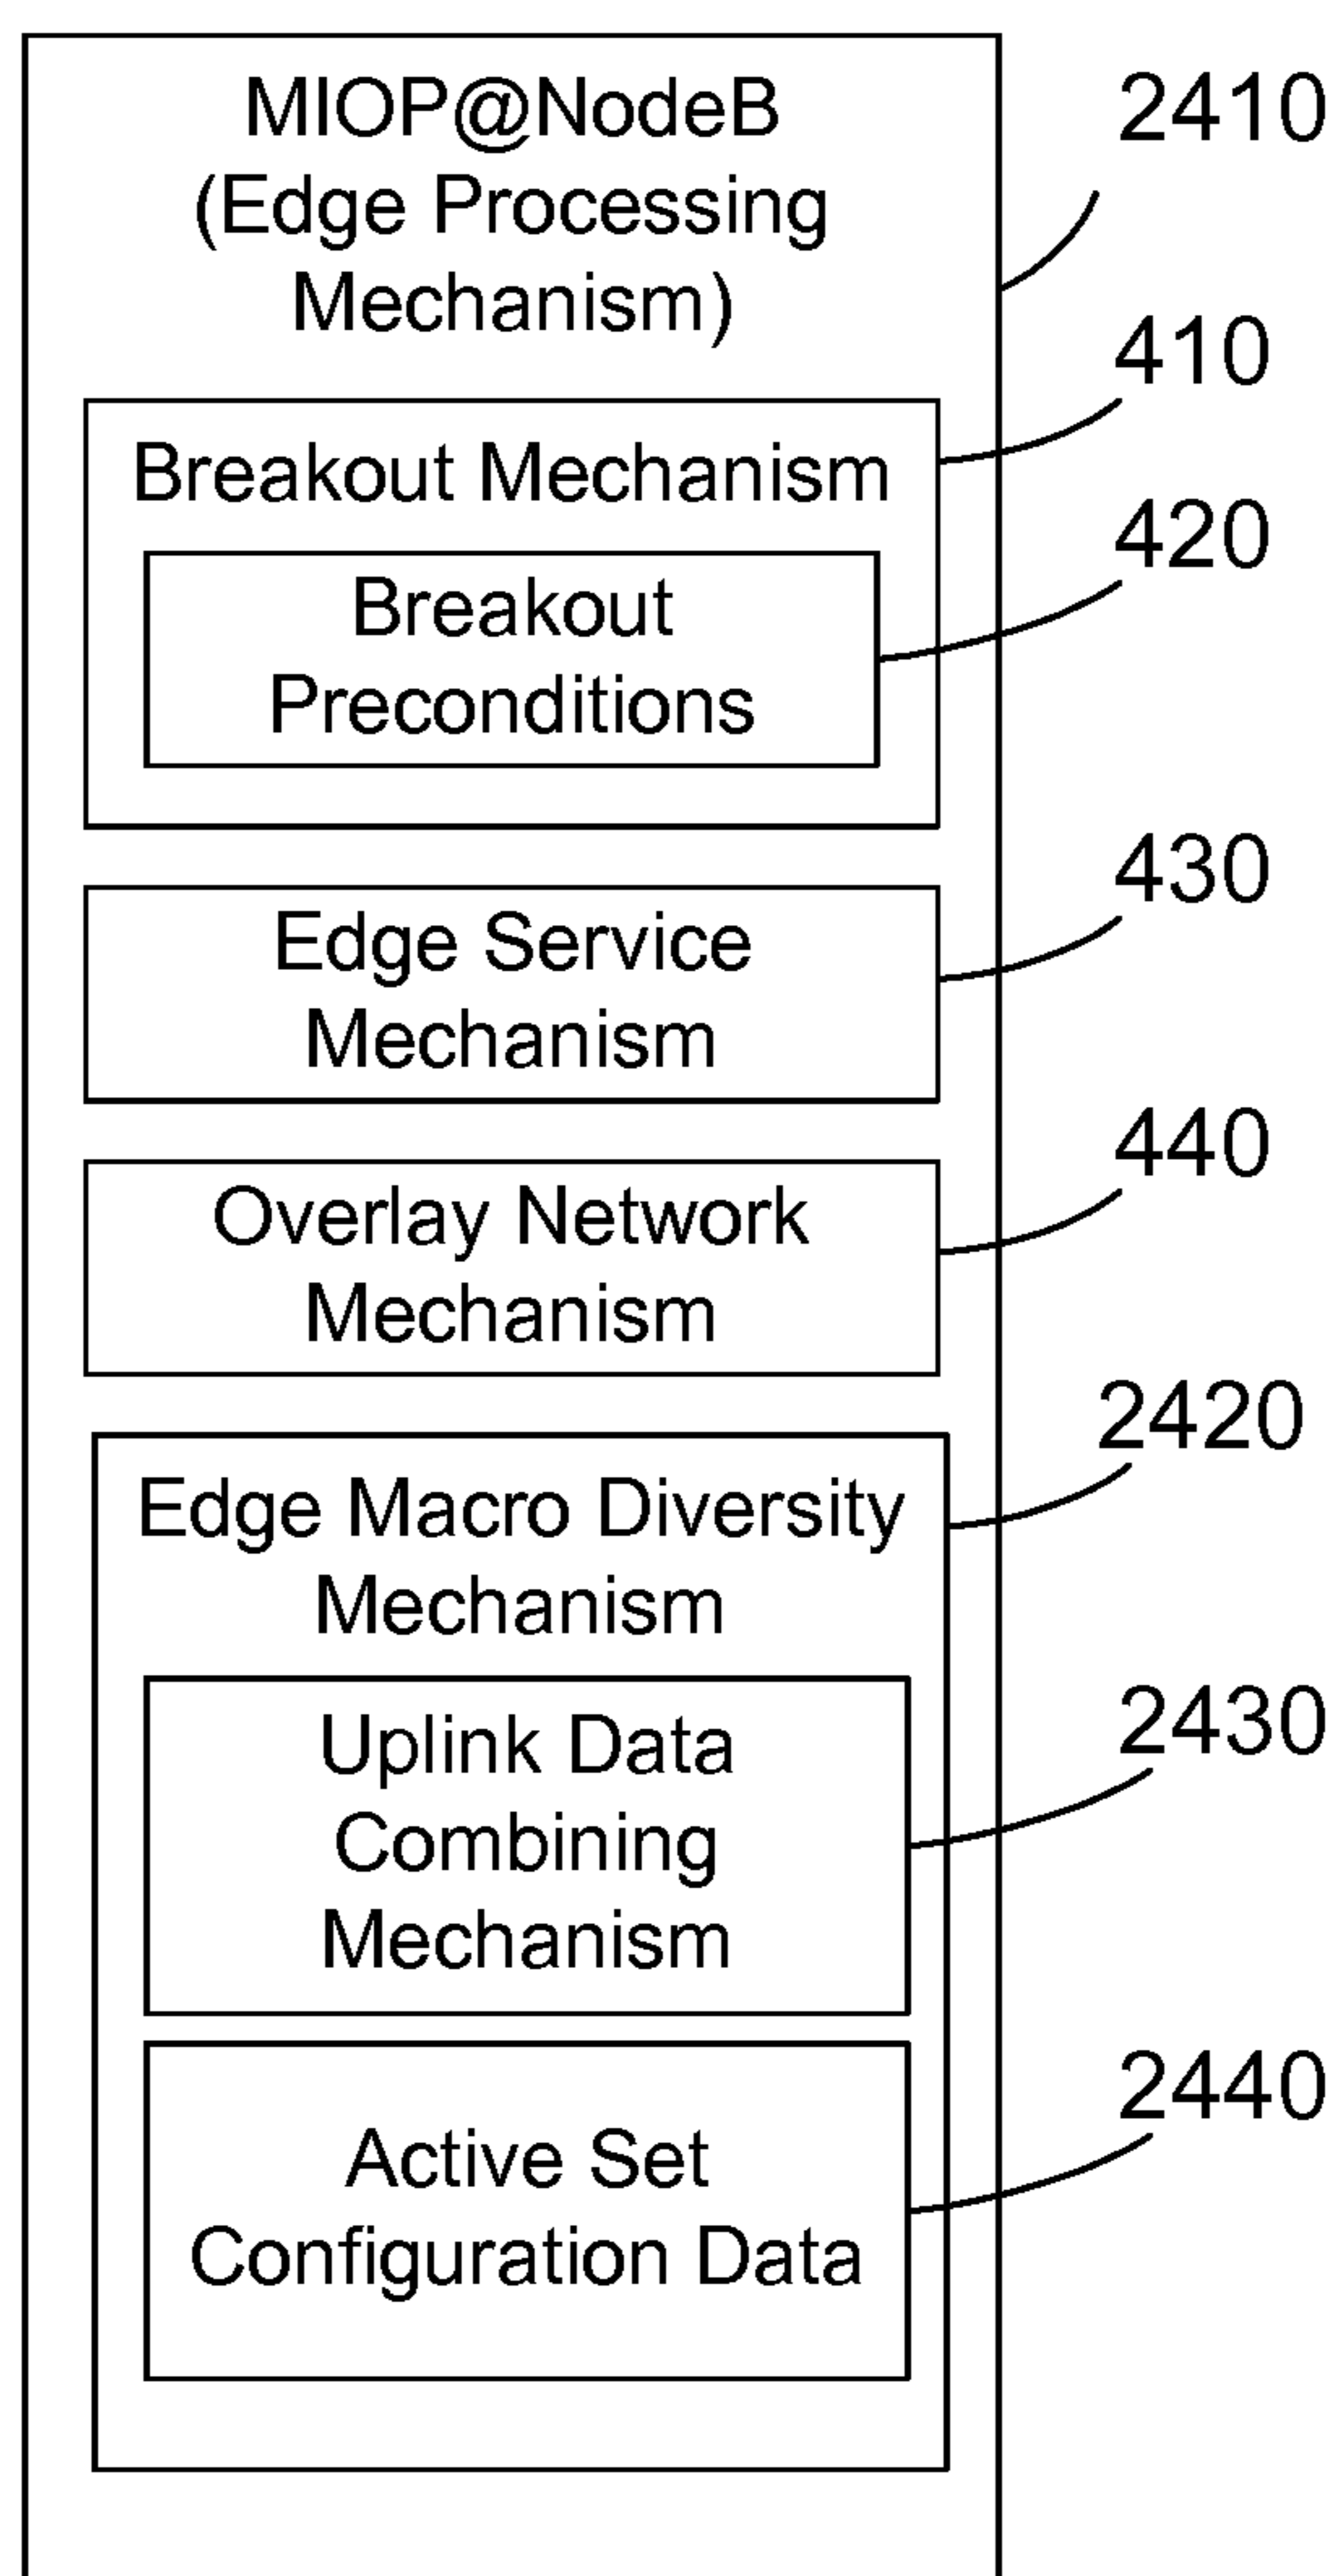 MIOP@NodeB
(Edge Processing
Mechanism)
2410
Breakout Mechanism
410
Breakout
Preconditions
420
Edge Service
Mechanism
430
Overlay Network
Mechanism
440
Edge Macro Diversity
Mechanism
2420
Uplink Data
Combining
Mechanism
2430
Active Set
Configuration Data
2440